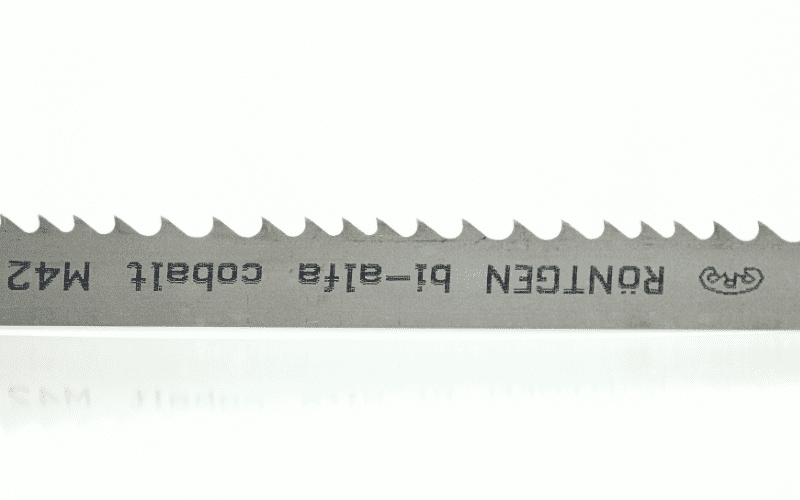 RÖNTGEN bi-alfa cobalt M42